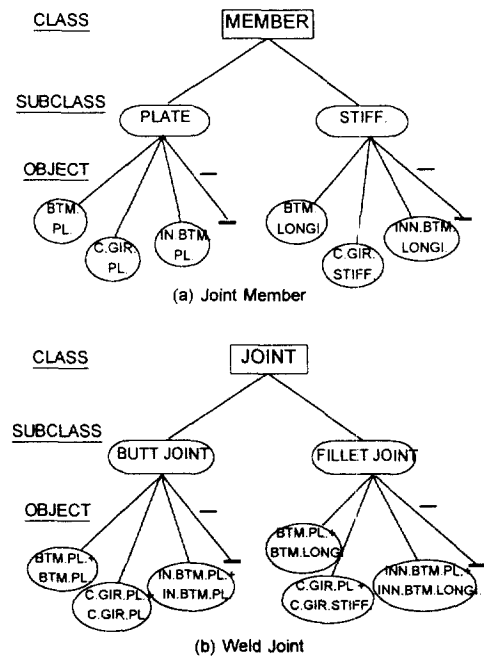 CLASS
MEMBER
SUBCLASS
PLATE
STIFF.
OBJECT
BTM.
PL.
C.GIR.
PL.
IN.BTM.
PL.
BTM.
LONGI.
C.GIR.
STIFF.
INN.BTM.
LONGI.
(a) Joint Member
CLASS
JOINT
SUBCLASS
BUTT JOINT
FILLET JOINT
OBJECT
BTM.PL.+
BTM.PL.
C.GIR.PL.+
C.GIR.PL.
IN.BTM.PL.+
IN.BTM.PL.
BTM.PL.+
BTM.LONGI.
C.GIR.PL+
C.GIR.STIFF.
INN.BTM.PL.+
INN.BTM.LONGI.
(b) Weld Joint